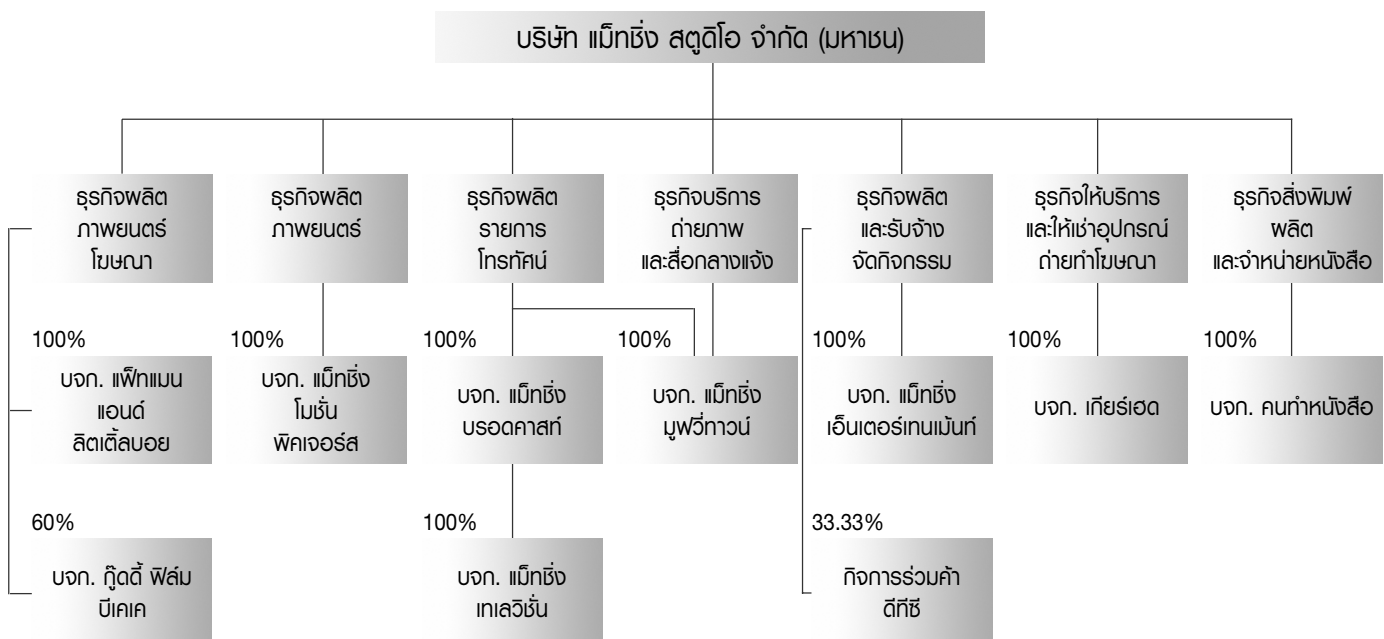 บริษัท แม็ทชิ่ง สตูดิโอ จำกัด (มหาชน)
ธุรกิจผลิต
ภาพยนตร์
โฆษณา
ธุรกิจผลิต
ภาพยนตร์
ธุรกิจผลิต
รายการ
โทรทัศน์
ธุรกิจบริการ
ถ่ายภาพ
และสื่อกลางแจ้ง
ธุรกิจผลิต
และรับจ้าง
จัดกิจกรรม
ธุรกิจให้บริการ
และให้เช่าอุปกรณ์
ถ่ายทำโฆษณา
ธุรกิจสิ่งพิมพ์
ผลิต
และจำหน่ายหนังสือ
100%
บจก. แฟ็ทแมน
แอนด์
ลิตเติ้ลบอย
100%
บจก. แม็ทชิ่ง
โมชั่น
พิคเจอร์ส
100%
บจก. แม็ทชิ่ง
บรอดคาสท์
100%
บจก. แม็ทชิ่ง
มูฟวี่ทาวน์
100%
บจก. แม็ทชิ่ง
เอ็นเตอร์เทนเม้นท์
100%
บจก. เกียร์เฮด
100%
บจก. คนทำหนังสือ
60%
บจก. กู๊ดดี้ ฟิล์ม
บีเคเค
100%
บจก. แม็ทชิ่ง
เทเลวิชั่น
33.33%
กิจการร่วมค้า
ดีทีซี